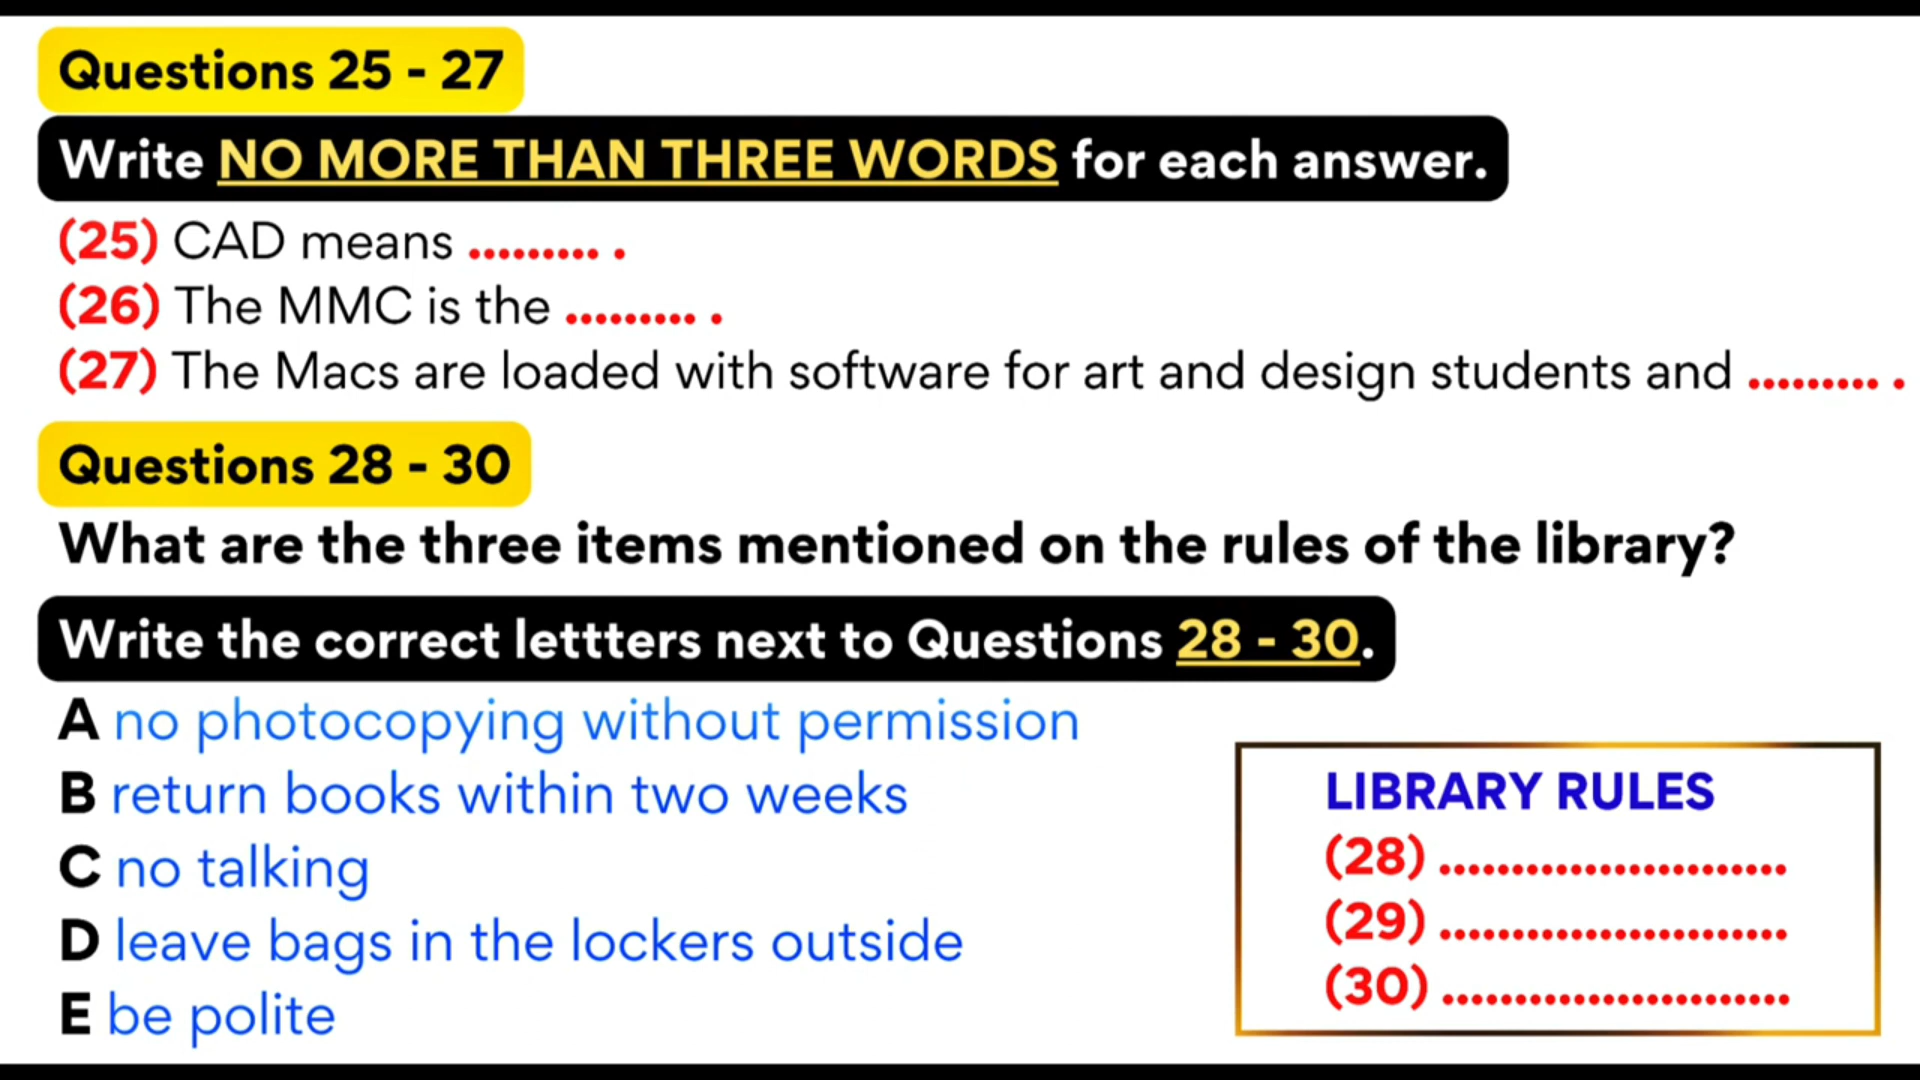 Questions 25 - 27
Write NO MORE THAN THREE WORDS for each answer.
(25) CAD means ......... .
(26) The MMC is the ......... .
(27) The Macs are loaded with software for art and design students and ......... .
Questions 28 - 30
What are the three items mentioned on the rules of the library?
Write the correct lettters next to Questions 28 - 30.
A no photocopying without permission
B return books within two weeks
C no talking
D leave bags in the lockers outside
E be polite
LIBRARY RULES
(28) ........................
(29) ........................
(30) ........................